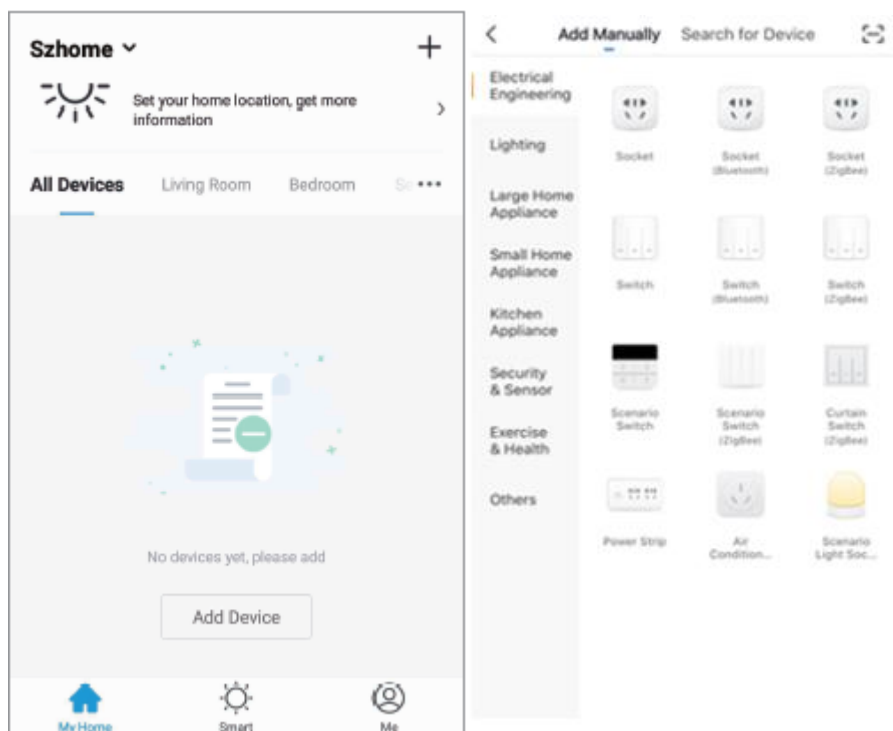 Szhome
Set your home location, get more
information
All Devices
Living Room
Bedroom
No devices yet, please add
Add Device
My Home
Smart
Me
Add Manually
Search for Device
Electrical
Engineering
Lighting
Large Home
Appliance
Small Home
Appliance
Kitchen
Appliance
Security
& Sensor
Exercise
& Health
Others
Socket
Socket
(Bluetooth)
Socket
(ZigBee)
Switch
Switch
(Bluetooth)
Switch
(ZigBee)
Scenario
Switch
Scenario
Switch
(ZigBee)
Curtain
Switch
(ZigBee)
Power Strip
Air
Condition...
Scenario
Light Soc...